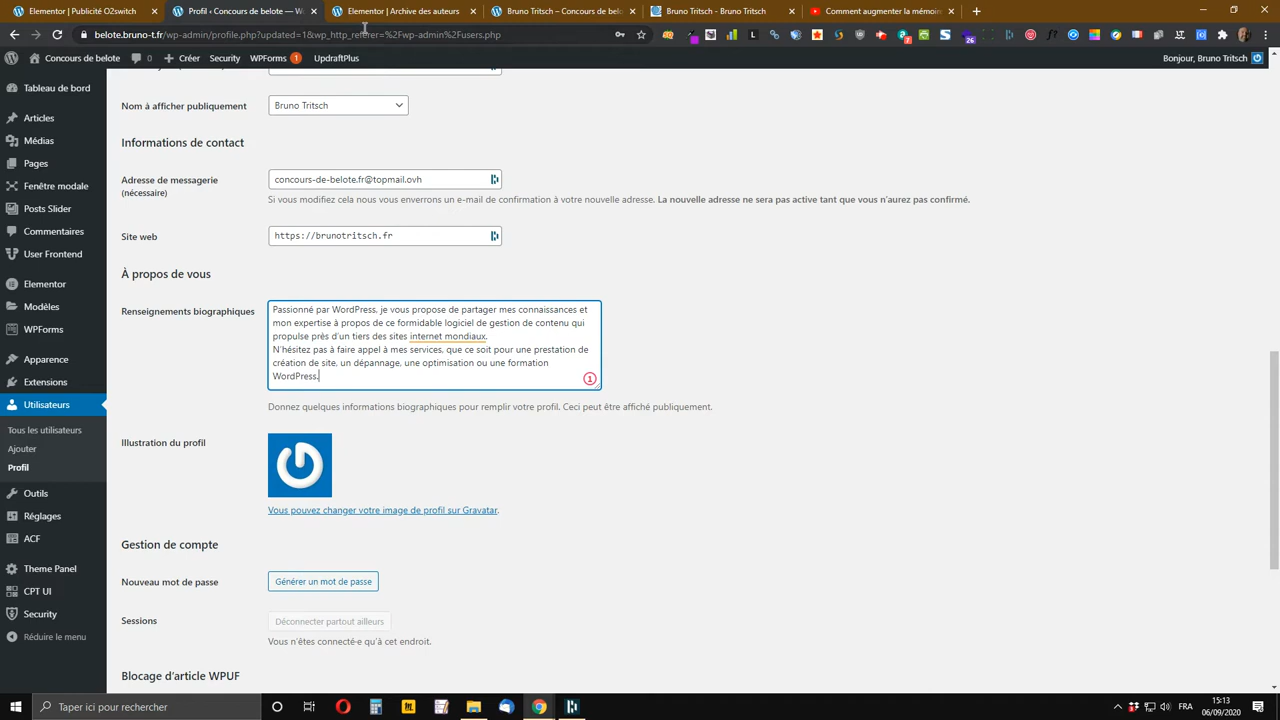 Elementor | Publicité O2switch
Profil ‹ Concours de belote — Wo
Elementor | Archive des auteurs
Bruno Tritsch – Concours de belo
Bruno Tritsch - Bruno Tritsch
Comment augmenter la mémoire
belote.bruno-t.fr/wp-admin/profile.php?updated=1&wp_http_referer=%2Fwp-admin%2Fusers.php
Concours de belote
0
Créer
Security
WPForms
1
UpdraftPlus
Bonjour, Bruno Tritsch
Tableau de bord
Articles
Médias
Pages
Fenêtre modale
Posts Slider
Commentaires
User Frontend
Elementor
Modèles
WPForms
Apparence
Extensions
Utilisateurs
Tous les utilisateurs
Ajouter
Profil
Outils
Réglages
ACF
Theme Panel
CPT UI
Security
Réduire le menu
Nom à afficher publiquement
Bruno Tritsch
Informations de contact
Adresse de messagerie
(nécessaire)
concours-de-belote.fr@topmail.ovh
Si vous modifiez cela nous vous enverrons un e-mail de confirmation à votre nouvelle adresse. La nouvelle adresse ne sera pas active tant que vous n'aurez pas confirmé.
Site web
https://brunotritsch.fr
À propos de vous
Renseignements biographiques
Passionné par WordPress, je vous propose de partager mes connaissances et
mon expertise à propos de ce formidable logiciel de gestion de contenu qui
propulse près d'un tiers des sites internet mondiaux.
N'hésitez pas à faire appel à mes services, que ce soit pour une prestation de
création de site, un dépannage, une optimisation ou une formation
WordPress.
1
Donnez quelques informations biographiques pour remplir votre profil. Ceci peut être affiché publiquement.
Illustration du profil
Vous pouvez changer votre image de profil sur Gravatar.
Gestion de compte
Nouveau mot de passe
Générer un mot de passe
Sessions
Déconnecter partout ailleurs
Vous n'êtes connecté·e qu'à cet endroit.
Blocage d'article WPUF
Taper ici pour rechercher
FRA
15:13
06/09/2020